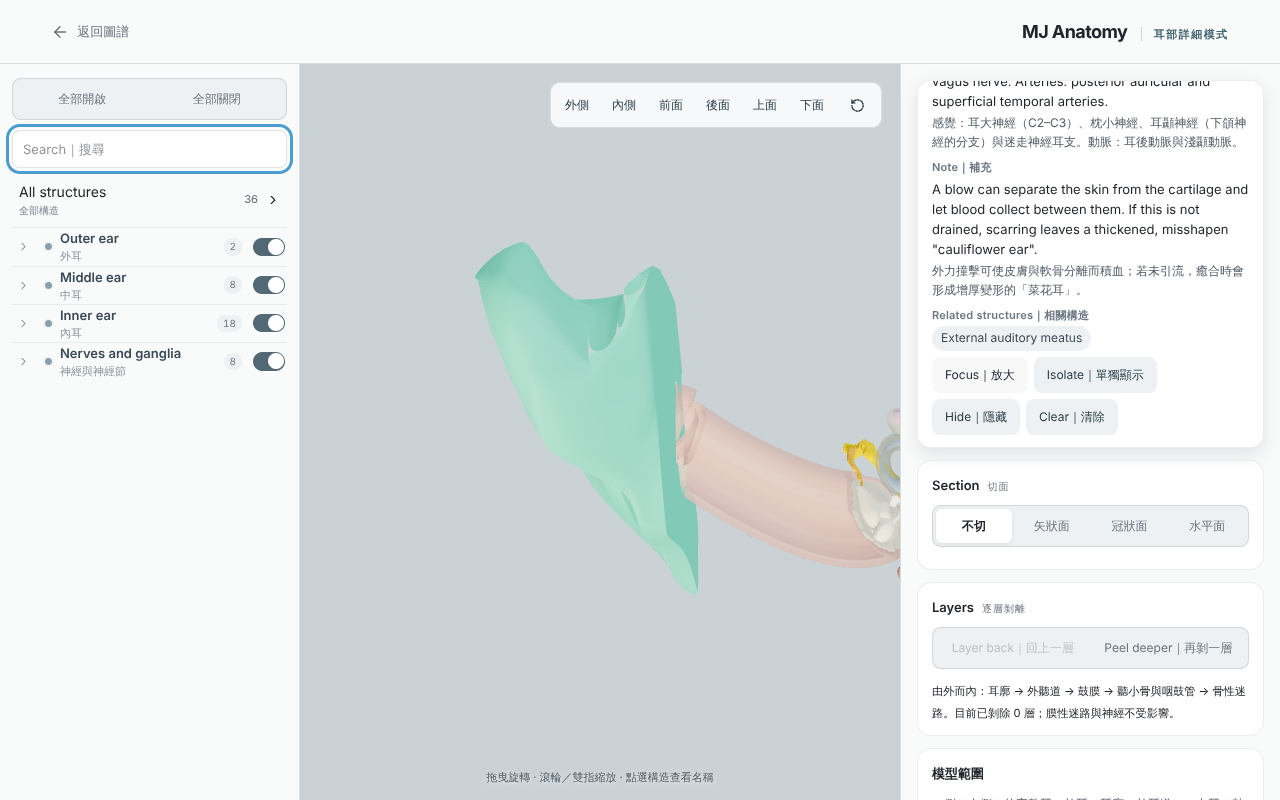 返回圖譜
MJ Anatomy
耳部詳細模式
全部開啟
全部關閉
Search｜搜尋
All structures
全部構造
36
Outer ear
外耳
2
Middle ear
中耳
8
Inner ear
內耳
18
Nerves and ganglia
神經與神經節
8
外側
內側
前面
後面
上面
下面
拖曳旋轉 · 滾輪／雙指縮放 · 點選構造查看名稱
vagus nerve. Arteries: posterior auricular and
superficial temporal arteries.
感覺：耳大神經（C2–C3）、枕小神經、耳顳神經（下頜神
經的分支）與迷走神經耳支。動脈：耳後動脈與淺顳動脈。
Note｜補充
A blow can separate the skin from the cartilage and
let blood collect between them. If this is not
drained, scarring leaves a thickened, misshapen
"cauliflower ear".
外力撞擊可使皮膚與軟骨分離而積血；若未引流，癒合時會
形成增厚變形的「菜花耳」。
Related structures｜相關構造
External auditory meatus
Focus｜放大
Isolate｜單獨顯示
Hide｜隱藏
Clear｜清除
Section 切面
不切
矢狀面
冠狀面
水平面
Layers 逐層剝離
Layer back｜回上一層
Peel deeper｜再剝一層
由外而內：耳廓 → 外聽道 → 鼓膜 → 聽小骨與咽鼓管 → 骨性迷
路。目前已剝除 0 層；膜性迷路與神經不受影響。
模型範圍